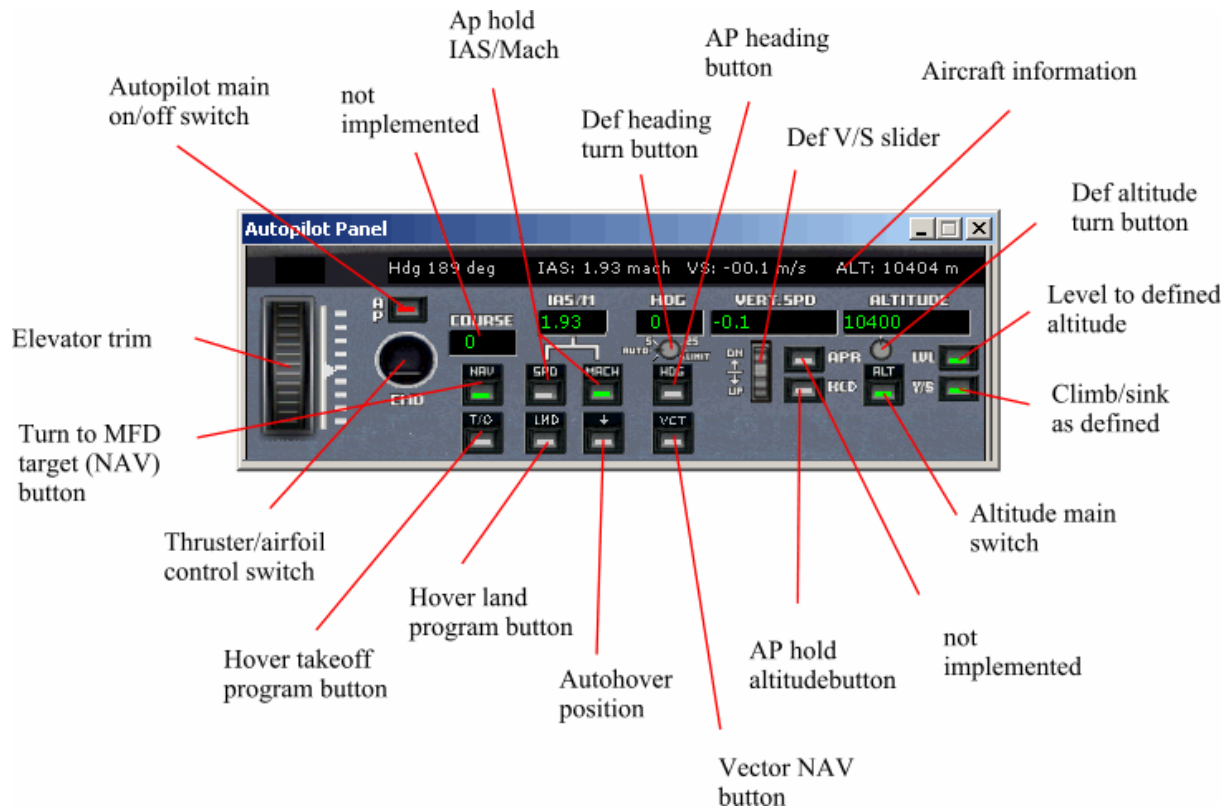 Ap hold
IAS/Mach
AP heading
button
Autopilot main
on/off switch
not
implemented
Def heading
turn button
Aircraft information
Def V/S slider
Def altitude
turn button
Autopilot Panel
Hdg 189 deg IAS: 1.93 mach VS: -00.1 m/s ALT: 10404 m
AP
IAS/M HDG VERT.SPD ALTITUDE
COURSE
1.93 0 -0.1 10400
0
Elevator trim
Level to defined
altitude
AUTO 5 25 LIMIT
DN
UP
APR
LVL
NAV SPD MACH HDG
HLD
ALT
V/S
CMD
T/O LND VCT
Climb/sink
as defined
Turn to MFD
target (NAV)
button
Thruster/airfoil
control switch
Altitude main
switch
Hover land
program button
Hover takeoff
program button
Autohover
position
AP hold
altitudebutton
not
implemented
Vector NAV
button